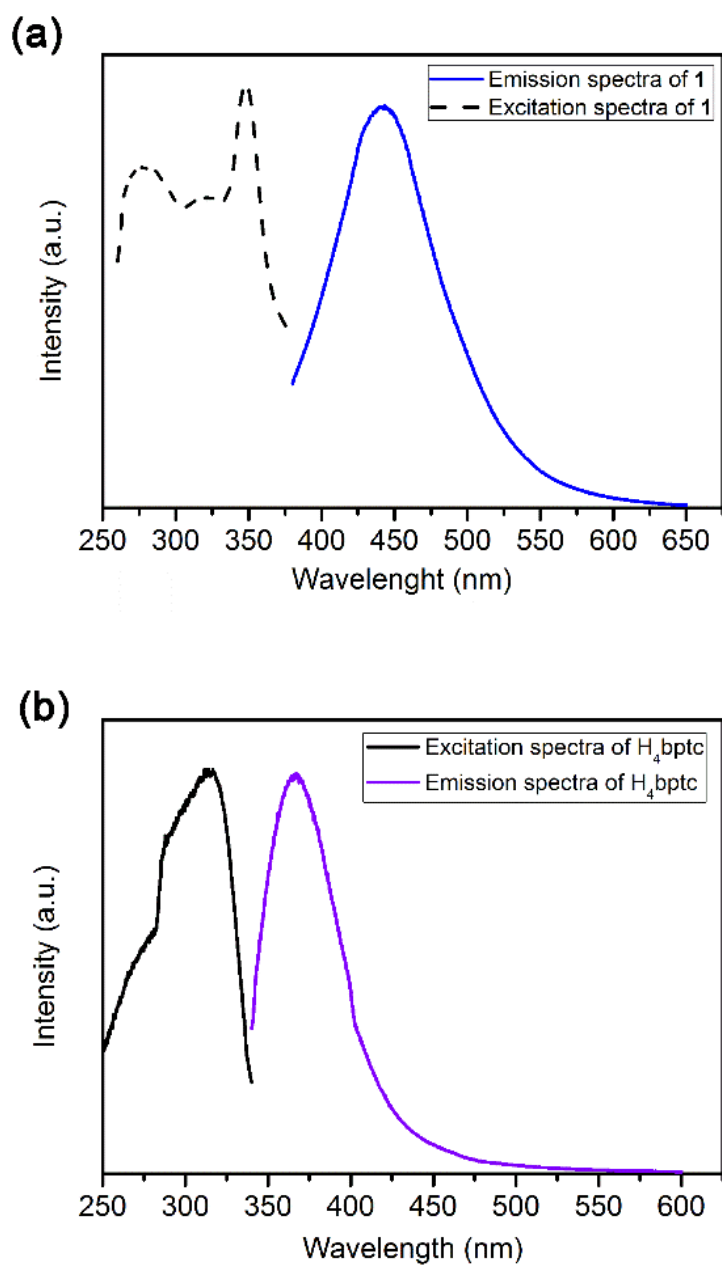 (a)
Emission spectra of 1
Excitation spectra of 1
Intensity (a.u.)
250 300 350 400 450 500 550 600 650
Wavelenght (nm)
(b)
Excitation spectra of H₄bptc
Emission spectra of H₄bptc
Intensity (a.u.)
250 300 350 400 450 500 550 600
Wavelength (nm)